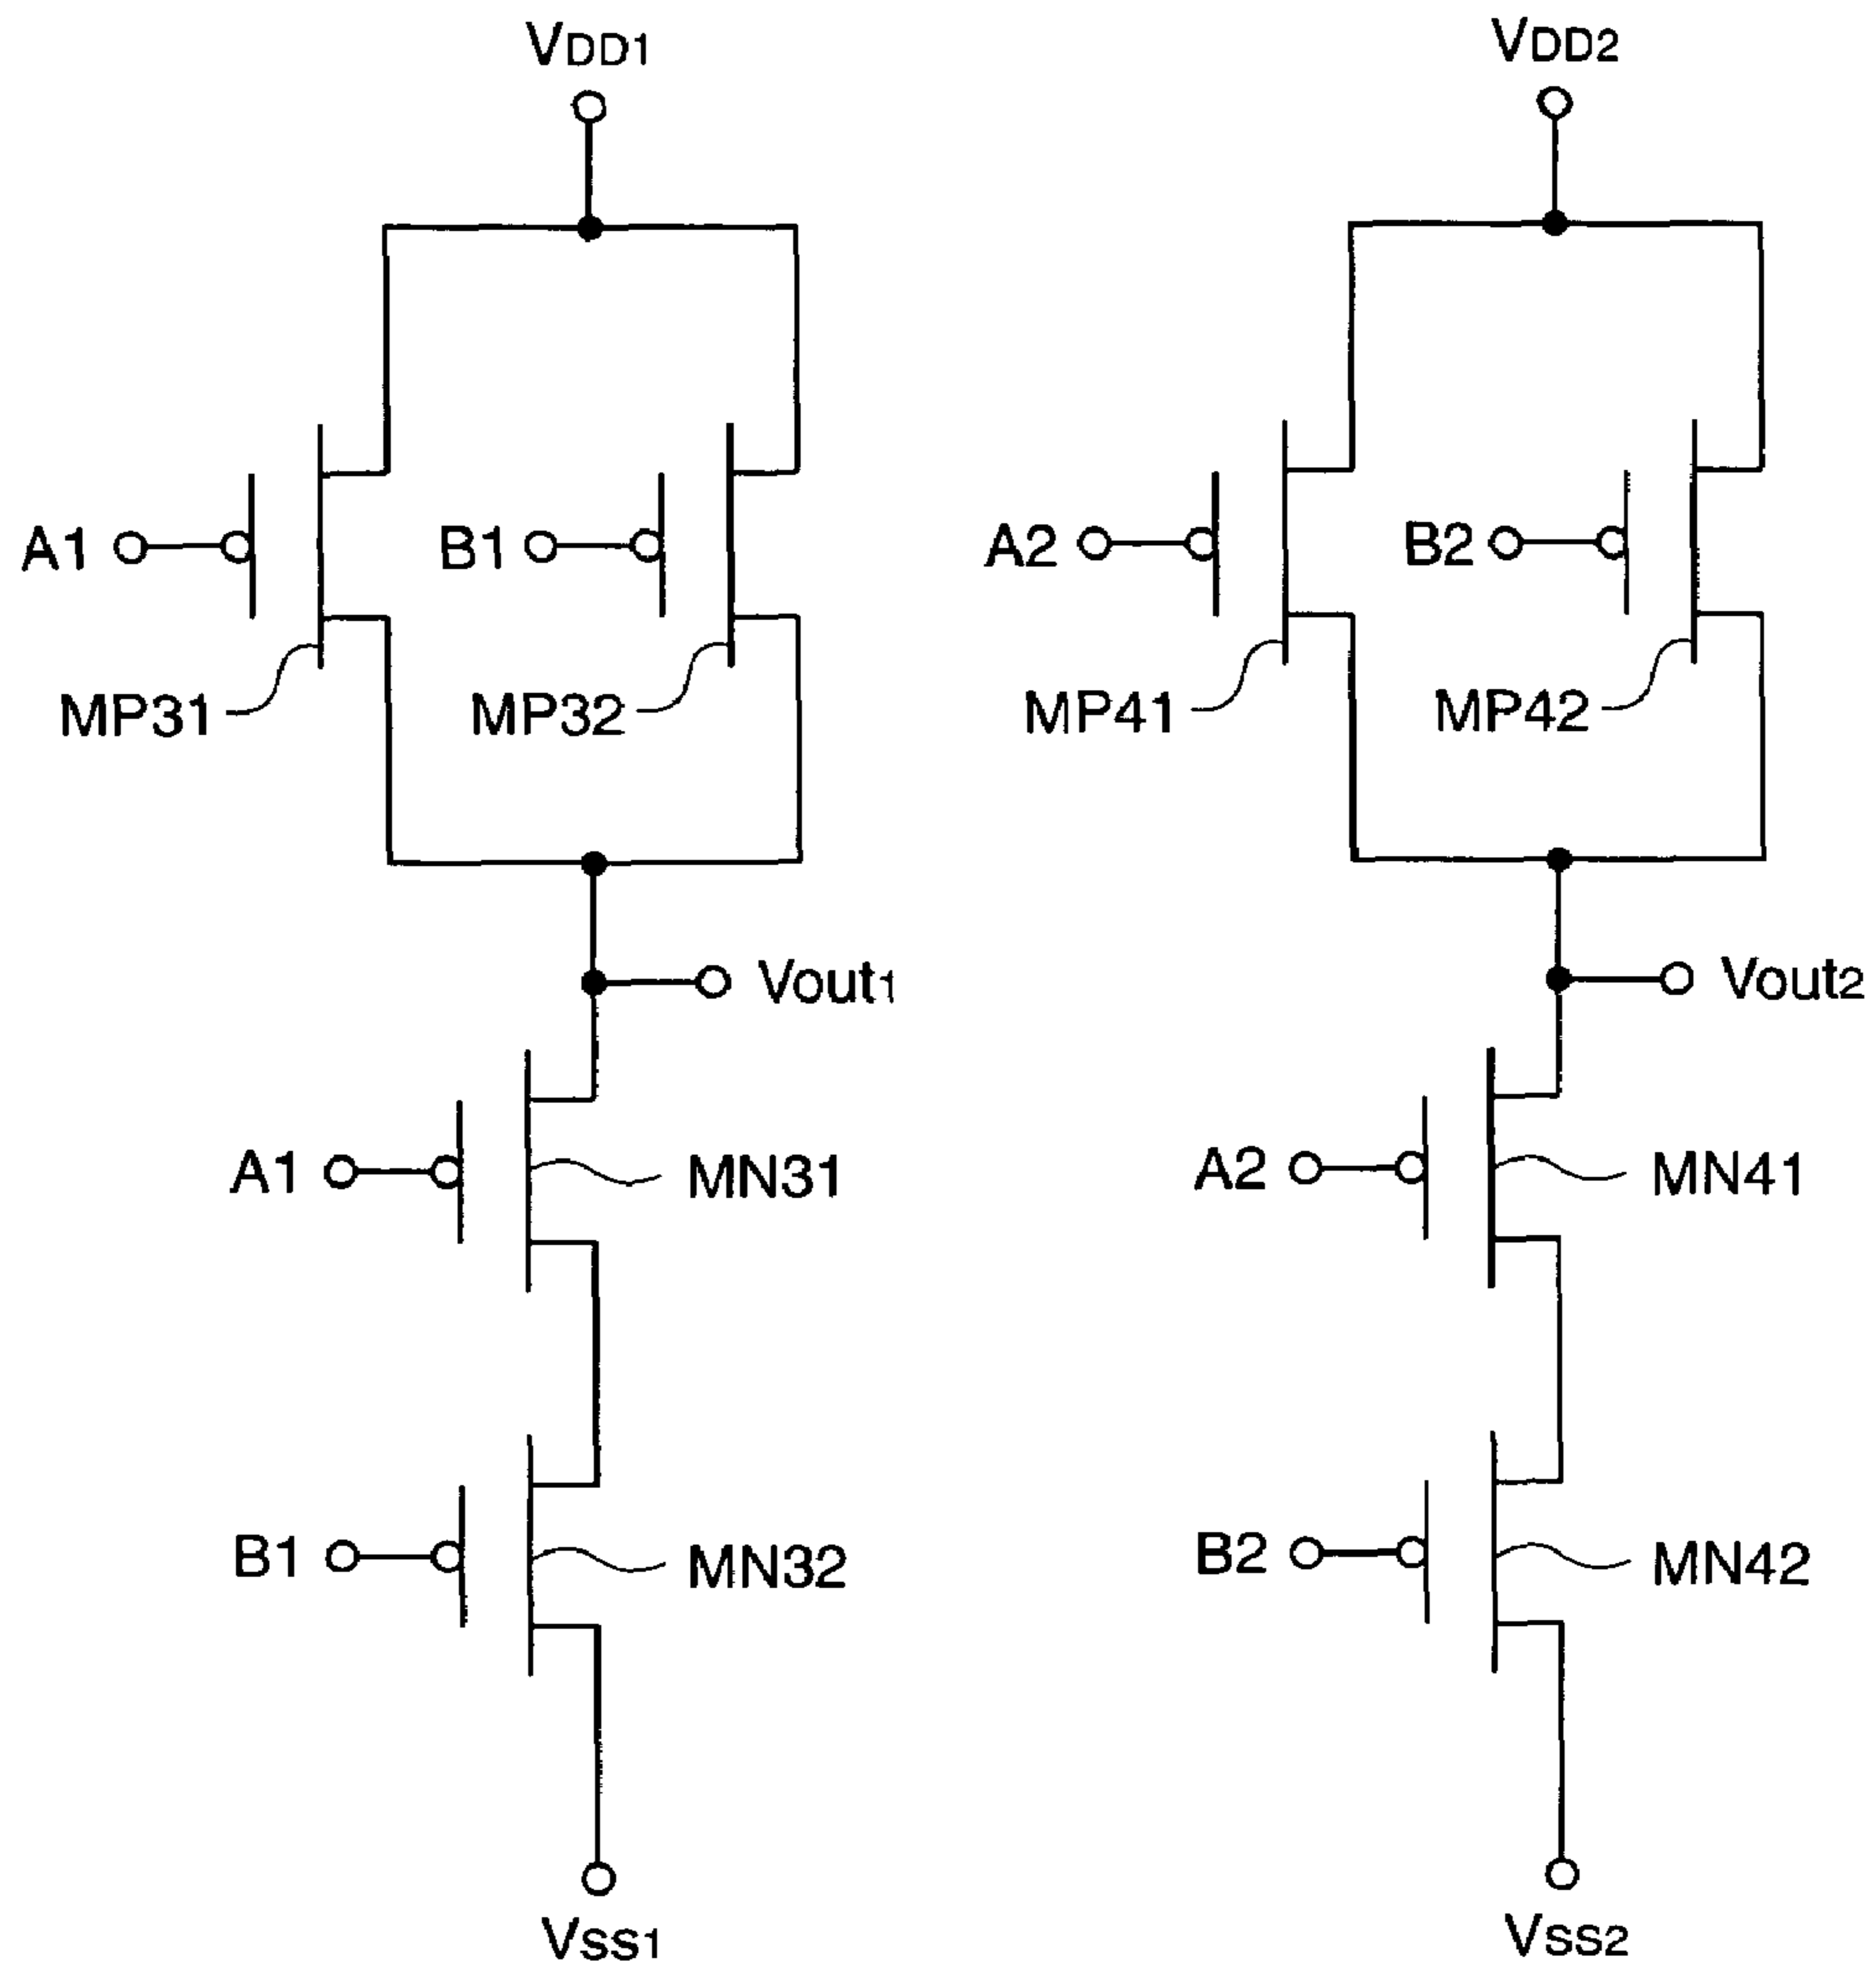 VDD1
VDD2
A1
B1
A2
B2
MP31
MP32
MP41
MP42
Vout1
Vout2
A1
MN31
A2
MN41
B1
MN32
B2
MN42
VSS1
VSS2